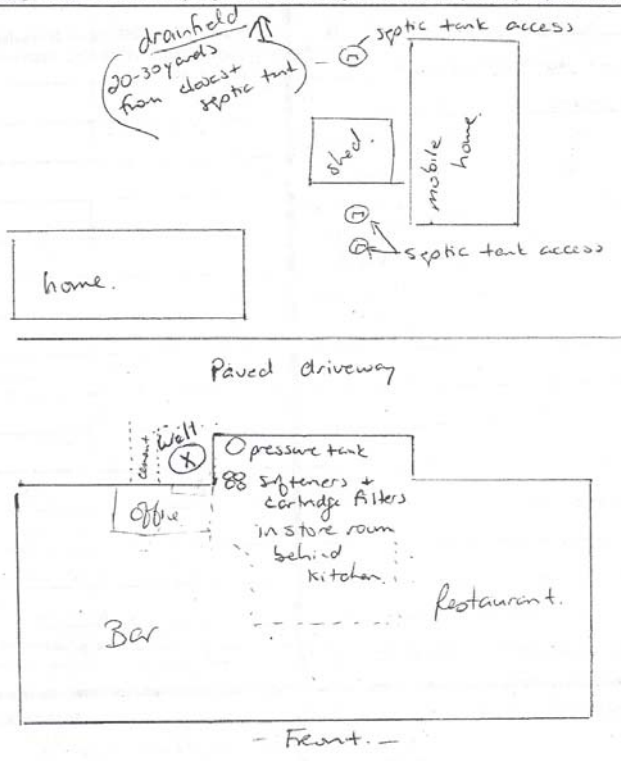 drainfield
20-30 yards
from closest
septic tank
septic tank access
shed.
mobile
home.
septic tank access
home.
Paved driveway
cement
Well
X
pressure tank
softeners +
cartridge filters
in store room
behind
kitchen.
Office
Bar
Restaurant.
- Front. -